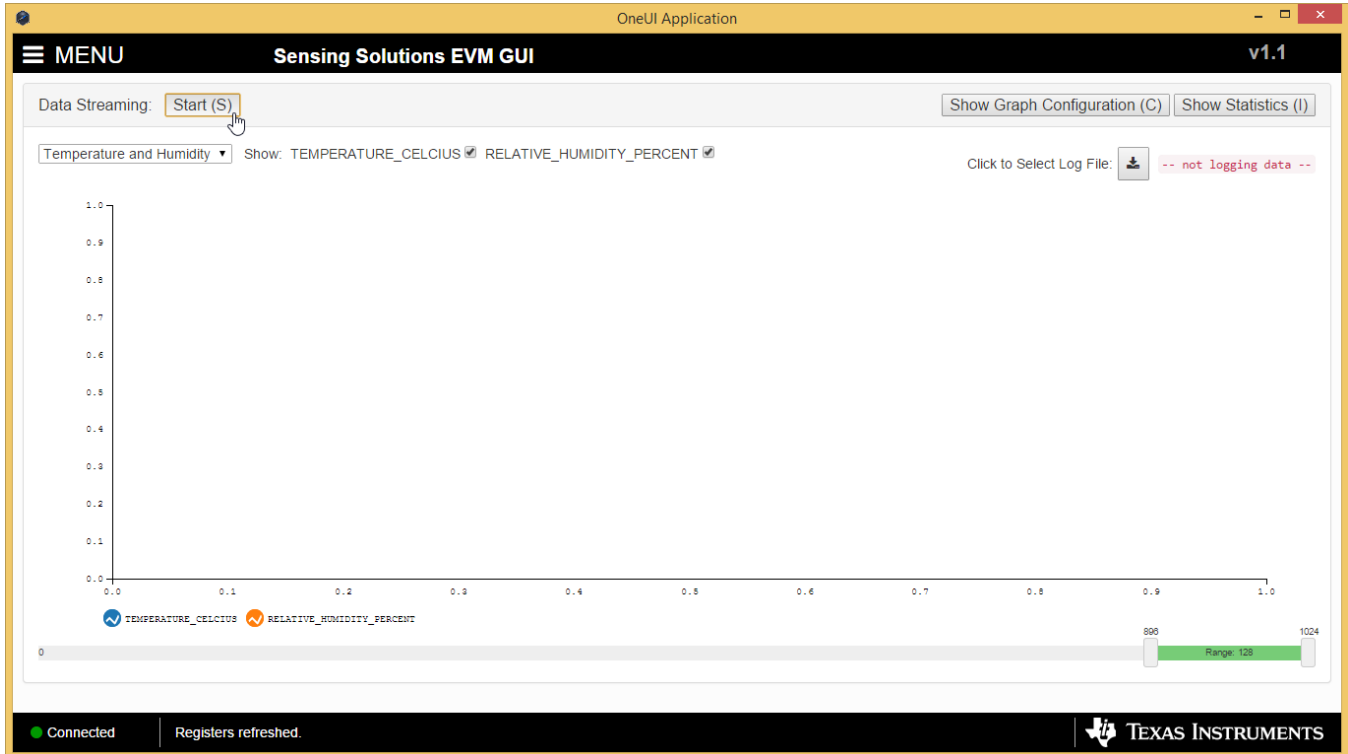 OneUI Application
MENU
Sensing Solutions EVM GUI
v1.1
Data Streaming: Start (S)
Show Graph Configuration (C) Show Statistics (I)
Temperature and Humidity Show: TEMPERATURE_CELCIUS RELATIVE_HUMIDITY_PERCENT
Click to Select Log File: -- not logging data --
1.0
0.9
0.8
0.7
0.6
0.5
0.4
0.3
0.2
0.1
0.0
0.0 0.1 0.2 0.3 0.4 0.5 0.6 0.7 0.8 0.9 1.0
TEMPERATURE_CELCIUS RELATIVE_HUMIDITY_PERCENT
896 1024
0 Range: 128
Connected Registers refreshed. TEXAS INSTRUMENTS